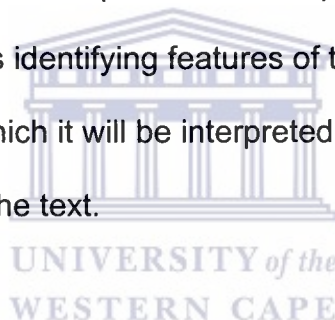 s identifying features of t
hich it will be interpreted
he text.
UNIVERSITY of the
WESTERN CAPE